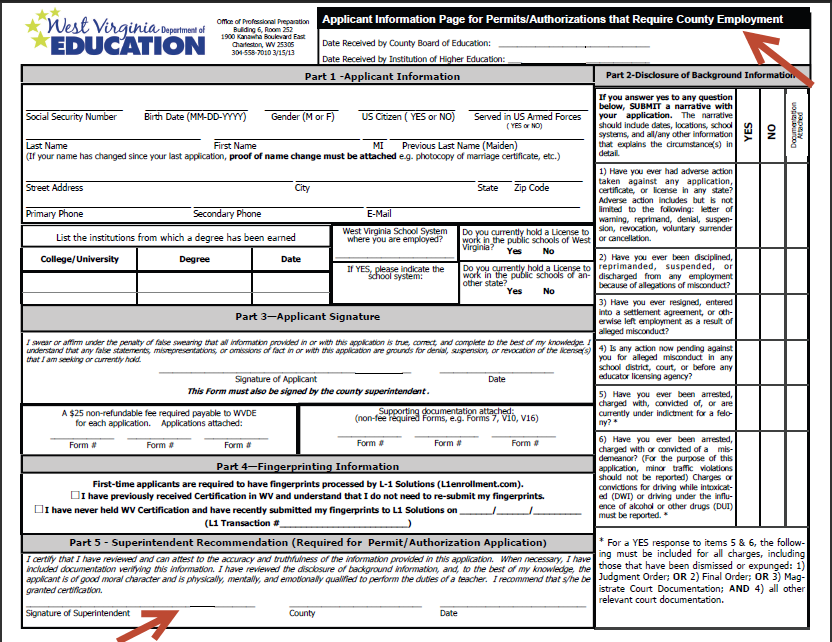 West Virginia Department of
EDUCATION
Office of Professional Preparation
Building 6, Room 252
1900 Kanawha Boulevard East
Charleston, WV 25305
304-558-7010 3/15/13
Applicant Information Page for Permits/Authorizations that Require County Employment
Date Received by County Board of Education:
Date Received by Institution of Higher Education:
Part 1 -Applicant Information
Social Security Number Birth Date (MM-DD-YYYY) Gender (M or F) US Citizen ( YES or NO) Served in US Armed Forces
( YES or NO)
Last Name First Name MI Previous Last Name (Maiden)
(If your name has changed since your last application, proof of name change must be attached e.g. photocopy of marriage certificate, etc.)
Street Address City State Zip Code
Primary Phone Secondary Phone E-Mail
List the institutions from which a degree has been earned
College/University Degree Date
West Virginia School System
where you are employed?
If YES, please indicate the
school system:
Do you currently hold a License to
work in the public schools of West
Virginia? Yes No
Do you currently hold a License to
work in the public schools of an-
other state?
Yes No
Part 3—Applicant Signature
I swear or affirm under the penalty of false swearing that all information provided in or with this application is true, correct, and complete to the best of my knowledge. I
understand that any false statements, misrepresentations, or omissions of fact in or with this application are grounds for denial, suspension, or revocation of the license(s)
that I am seeking or currently hold.
Signature of Applicant Date
This Form must also be signed by the county superintendent .
A $25 non-refundable fee required payable to WVDE
for each application. Applications attached:
Form # Form # Form #
Supporting documentation attached:
(non-fee required Forms, e.g. Forms 7, V10, V16)
Form # Form # Form #
Part 4—Fingerprinting Information
First-time applicants are required to have fingerprints processed by L-1 Solutions (L1enrollment.com).
I have previously received Certification in WV and understand that I do not need to re-submit my fingerprints.
I have never held WV Certification and have recently submitted my fingerprints to L1 Solutions on ______/______/_________
(L1 Transaction #________________________)
Part 5 - Superintendent Recommendation (Required for Permit/Authorization Application)
I certify that I have reviewed and can attest to the accuracy and truthfulness of the information provided in this application. When necessary, I have
included documentation verifying this information. I have reviewed the disclosure of background information, and, to the best of my knowledge, the
applicant is of good moral character and is physically, mentally, and emotionally qualified to perform the duties of a teacher. I recommend that s/he be
granted certification.
Signature of Superintendent County Date
Part 2-Disclosure of Background Information
If you answer yes to any question
below, SUBMIT a narrative with
your application. The narrative
should include dates, locations, school
systems, and all/any other information
that explains the circumstance(s) in
detail.
YES
NO
Documentation
Attached
1) Have you ever had adverse action
taken against any application,
certificate, or license in any state?
Adverse action includes but is not
limited to the following: letter of
warning, reprimand, denial, suspen-
sion, revocation, voluntary surrender
or cancellation.
2) Have you ever been disciplined,
reprimanded, suspended, or
discharged from any employment
because of allegations of misconduct?
3) Have you ever resigned, entered
into a settlement agreement, or oth-
erwise left employment as a result of
alleged misconduct?
4) Is any action now pending against
you for alleged misconduct in any
school district, court, or before any
educator licensing agency?
5) Have you ever been arrested,
charged with, convicted of, or are
currently under indictment for a felo-
ny? *
6) Have you ever been arrested,
charged with or convicted of a mis-
demeanor? (For the purpose of this
application, minor traffic violations
should not be reported) Charges or
convictions for driving while intoxicat-
ed (DWI) or driving under the influ-
ence of alcohol or other drugs (DUI)
must be reported. *
* For a YES response to items 5 & 6, the follow-
ing must be included for all charges, including
those that have been dismissed or expunged: 1)
Judgment Order; OR 2) Final Order; OR 3) Mag-
istrate Court Documentation; AND 4) all other
relevant court documentation.